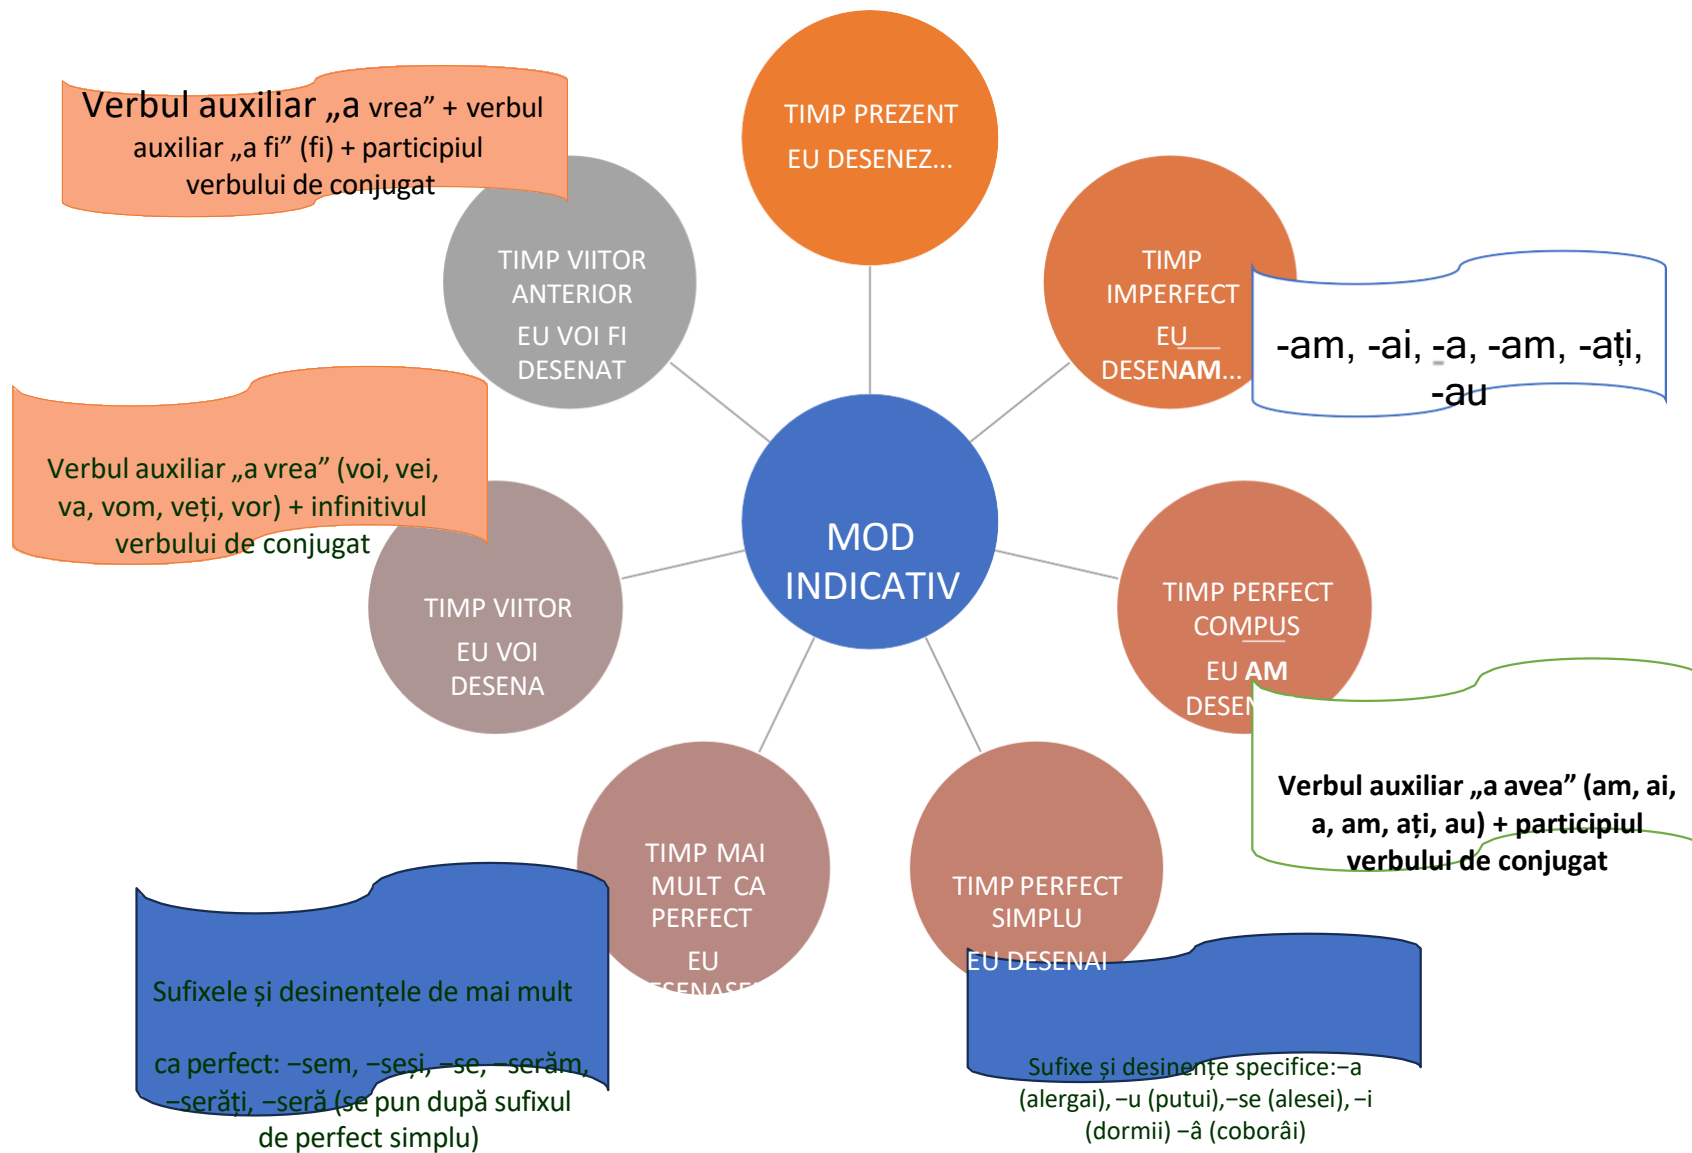 Verbul auxiliar „a vrea” + verbul
auxiliar „a fi” (fi) + participiul
verbului de conjugat
TIMP PREZENT
EU DESENEZ...
TIMP VIITOR
ANTERIOR
EU VOI FI
DESENAT
TIMP
IMPERFECT
EU
DESENAM...
-am, -ai, -a, -am, -ați,
-au
Verbul auxiliar „a vrea” (voi, vei,
va, vom, veți, vor) + infinitivul
verbului de conjugat
MOD
INDICATIV
TIMP VIITOR
EU VOI
DESENA
TIMP PERFECT
COMPUS
EU AM
Verbul auxiliar „a avea” (am, ai,
a, am, ați, au) + participiul
verbului de conjugat
TIMP MAI
MULT CA
PERFECT
EU
TIMP PERFECT
SIMPLU
EU DESENAI
Sufixele și desinențele de mai mult
ca perfect: –sem, –seși, –se, –serăm,
–serăți, –seră (se pun după sufixul
de perfect simplu)
Sufixe și desinențe specifice:–a
(alergai), –u (putui),–se (alesei), –i
(dormii) –â (coborâi)